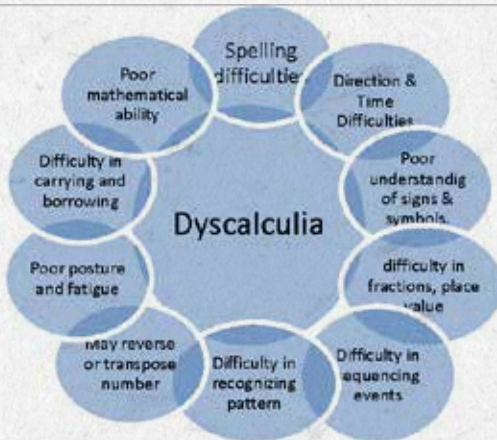 Spelling
difficulties
Direction &
Time
Difficulties
Poor
understandig
of signs &
symbols.
difficulty in
fractions, place
value
Difficulty in
sequencing
events
Difficulty in
recognizing
pattern
May reverse
or transpose
number
Poor posture
and fatigue
Difficulty in
carrying and
borrowing
Poor
mathematical
ability
Dyscalculia